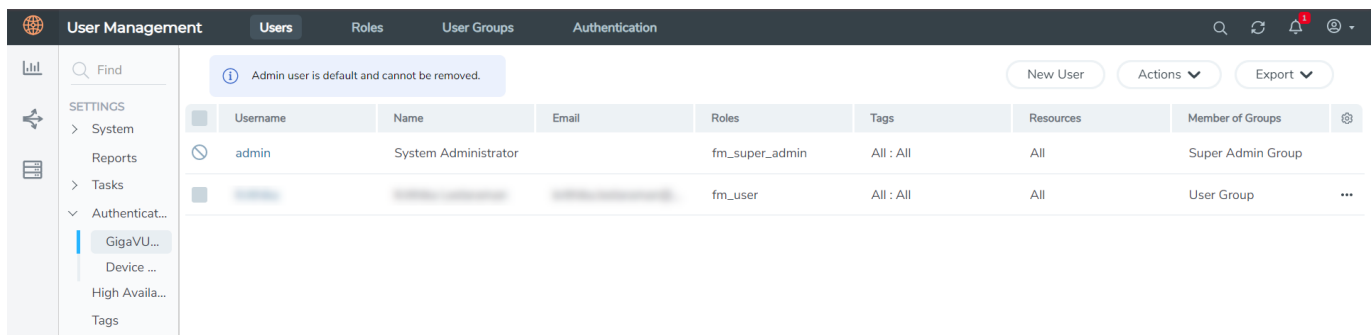 User Management Users Roles User Groups Authentication 1
Find
Admin user is default and cannot be removed. New User Actions Export
SETTINGS
Username Name Email Roles Tags Resources Member of Groups
System
admin System Administrator fm_super_admin All : All All Super Admin Group
Reports
Tasks
fm_user All : All All User Group
Authenticat...
GigaVU...
Device ...
High Availa...
Tags